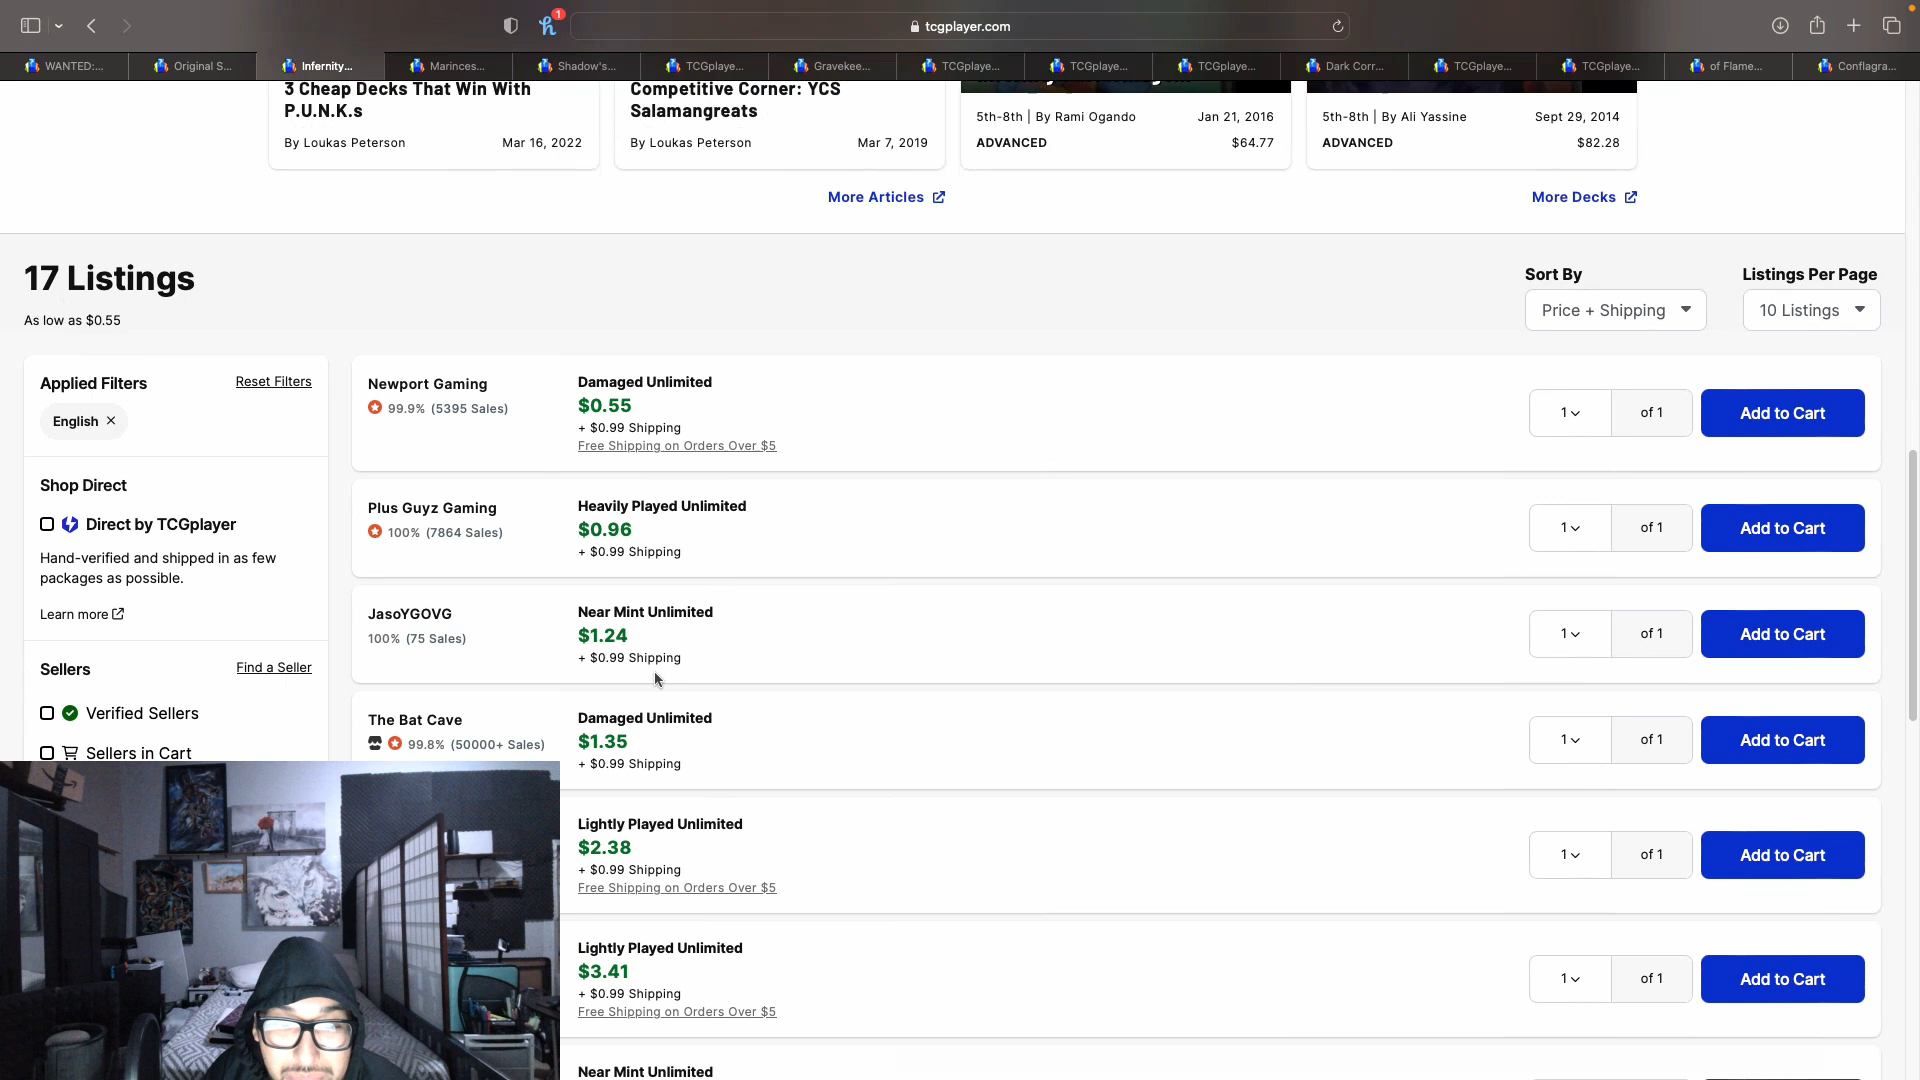 1
tcgplayer.com
WANTED:...
Original S...
Infernity...
Marinces...
Shadow's...
TCGplaye...
Gravekee...
TCGplaye...
TCGplaye...
TCGplaye...
Dark Corr...
TCGplaye...
TCGplaye...
of Flame...
Conflagra...
3 Cheap Decks That Win With
P.U.N.K.s
By Loukas Peterson Mar 16, 2022
Competitive Corner: YCS
Salamangreats
By Loukas Peterson Mar 7, 2019
5th-8th | By Rami Ogando Jan 21, 2016
ADVANCED $64.77
5th-8th | By Ali Yassine Sept 29, 2014
ADVANCED $82.28
More Articles
More Decks
17 Listings
As low as $0.55
Sort By
Price + Shipping
Listings Per Page
10 Listings
Applied Filters Reset Filters
English ×
Shop Direct
Direct by TCGplayer
Hand-verified and shipped in as few
packages as possible.
Learn more
Sellers Find a Seller
Verified Sellers
Sellers in Cart
Newport Gaming
99.9% (5395 Sales)
Damaged Unlimited
$0.55
+ $0.99 Shipping
Free Shipping on Orders Over $5
1 of 1 Add to Cart
Plus Guyz Gaming
100% (7864 Sales)
Heavily Played Unlimited
$0.96
+ $0.99 Shipping
1 of 1 Add to Cart
JasoYGOVG
100% (75 Sales)
Near Mint Unlimited
$1.24
+ $0.99 Shipping
1 of 1 Add to Cart
The Bat Cave
99.8% (50000+ Sales)
Damaged Unlimited
$1.35
+ $0.99 Shipping
1 of 1 Add to Cart
Lightly Played Unlimited
$2.38
+ $0.99 Shipping
Free Shipping on Orders Over $5
1 of 1 Add to Cart
Lightly Played Unlimited
$3.41
+ $0.99 Shipping
Free Shipping on Orders Over $5
1 of 1 Add to Cart
Near Mint Unlimited